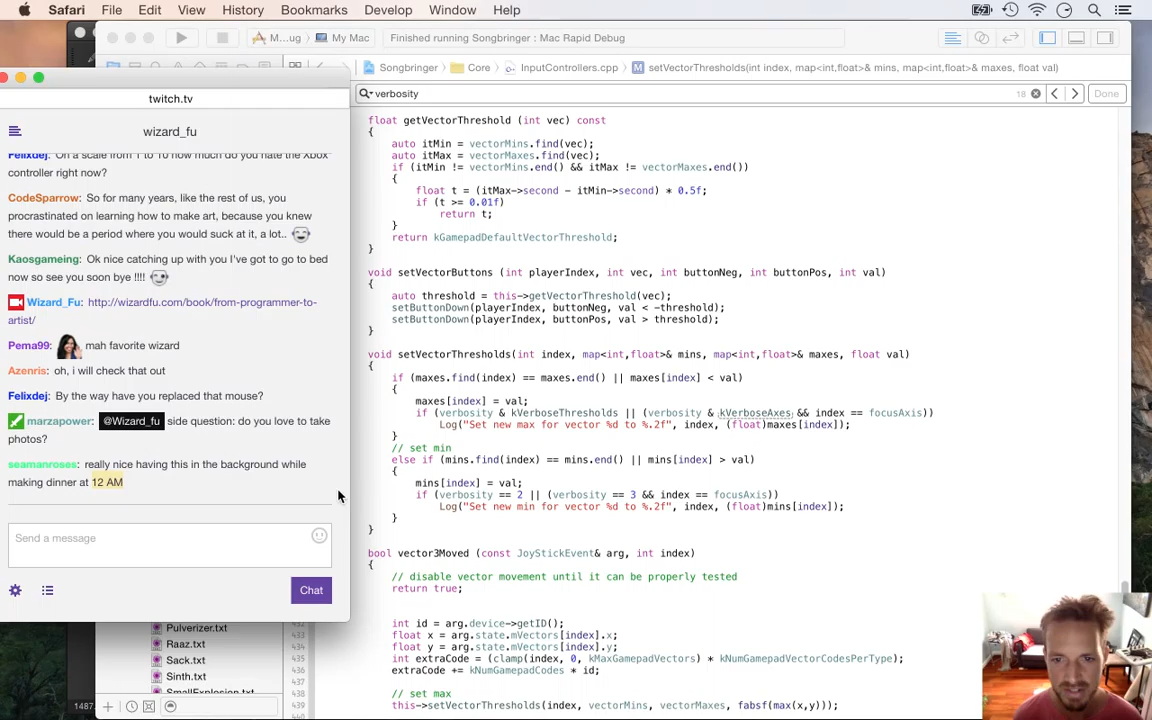 Safari File Edit View History Bookmarks Develop Window Help
M...ug My Mac Finished running Songbringer : Mac Rapid Debug
Songbringer Core InputControllers.cpp M setVectorThresholds(int index, map<int,float>& mins, map<int,float>& maxes, float val)
verbosity 18 Done
twitch.tv
wizard_fu
Felixdej: On a scale from 1 to 10 how much do you hate the Xbox
controller right now?
CodeSparrow: So for many years, like the rest of us, you
procrastinated on learning how to make art, because you knew
there would be a period where you would suck at it, a lot..
Kaosgameing: Ok nice catching up with you I've got to go to bed
now so see you soon bye !!!!
Wizard_Fu: http://wizardfu.com/book/from-programmer-to-
artist/
Pema99: mah favorite wizard
Azenris: oh, i will check that out
Felixdej: By the way have you replaced that mouse?
marzapower: @Wizard_fu side question: do you love to take
photos?
seamanroses: really nice having this in the background while
making dinner at 12 AM
Send a message
Chat
Pulverizer.txt
Raaz.txt
Sack.txt
Sinth.txt
SmallExplosion.txt
float getVectorThreshold (int vec) const
{
auto itMin = vectorMins.find(vec);
auto itMax = vectorMaxes.find(vec);
if (itMin != vectorMins.end() && itMax != vectorMaxes.end())
{
float t = (itMax->second - itMin->second) * 0.5f;
if (t >= 0.01f)
return t;
}
return kGamepadDefaultVectorThreshold;
}
void setVectorButtons (int playerIndex, int vec, int buttonNeg, int buttonPos, int val)
{
auto threshold = this->getVectorThreshold(vec);
setButtonDown(playerIndex, buttonNeg, val < -threshold);
setButtonDown(playerIndex, buttonPos, val > threshold);
}
void setVectorThresholds(int index, map<int,float>& mins, map<int,float>& maxes, float val)
{
if (maxes.find(index) == maxes.end() || maxes[index] < val)
{
maxes[index] = val;
if (verbosity & kVerboseThresholds || (verbosity & kVerboseAxes && index == focusAxis))
Log("Set new max for vector %d to %.2f", index, (float)maxes[index]);
}
// set min
else if (mins.find(index) == mins.end() || mins[index] > val)
{
mins[index] = val;
if (verbosity == 2 || (verbosity == 3 && index == focusAxis))
Log("Set new min for vector %d to %.2f", index, (float)mins[index]);
}
}
bool vector3Moved (const JoyStickEvent& arg, int index)
{
// disable vector movement until it can be properly tested
return true;
int id = arg.device->getID();
float x = arg.state.mVectors[index].x;
float y = arg.state.mVectors[index].y;
int extraCode = (clamp(index, 0, kMaxGamepadVectors) * kNumGamepadVectorCodesPerType);
extraCode += kNumGamepadCodes * id;
// set max
this->setVectorThresholds(index, vectorMins, vectorMaxes, fabsf(max(x,y)));
434
435
436
437
438
439